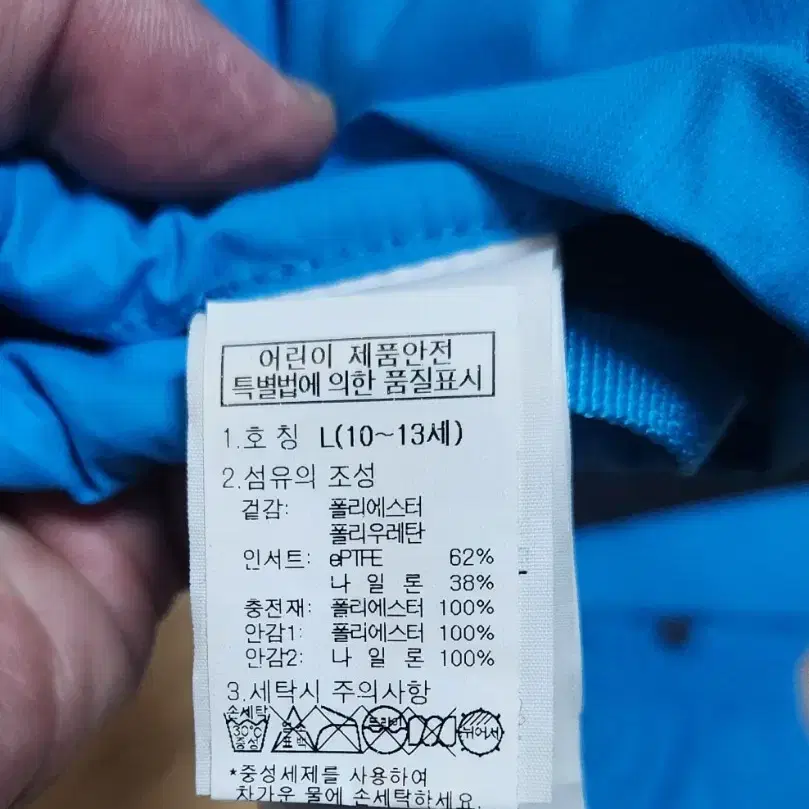 어린이 제품안전
특별법에 의한 품질표시
1.호 칭 L(10~13세)
2.섬유의 조성
겉감: 폴리에스터
폴리우레탄
인서트: ePTFE 62%
나 일 론 38%
충전재: 폴리에스터 100%
안감1: 폴리에스터 100%
안감2: 나 일 론 100%
3.세탁시 주의사항
손세탁
30℃ 염소 드라이 뉘어서
중성 표백
*중성세제를 사용하여
차가운 물에 손세탁하세요.